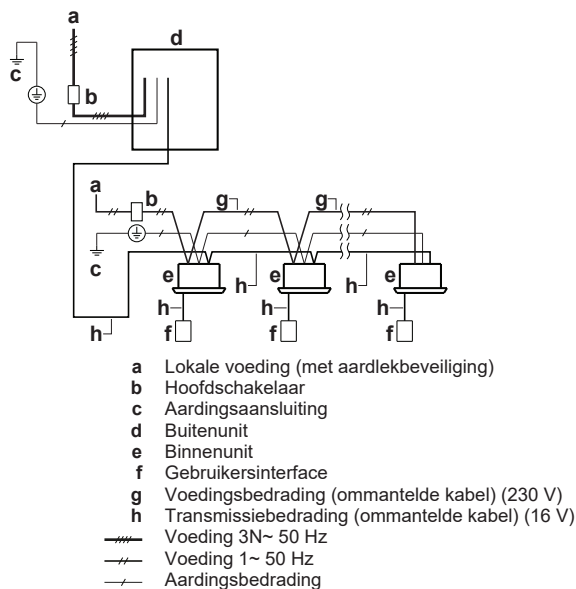 a
d
c
b
a
b
g
g
c
e
e
e
h
h
h
h
h
h
f
f
f
a Lokale voeding (met aardlekbeveiliging)
b Hoofdschakelaar
c Aardingsaansluiting
d Buitenunit
e Binnenunit
f Gebruikersinterface
g Voedingsbedrading (ommantelde kabel) (230 V)
h Transmissiebedrading (ommantelde kabel) (16 V)
Voeding 3N~ 50 Hz
Voeding 1~ 50 Hz
Aardingsbedrading